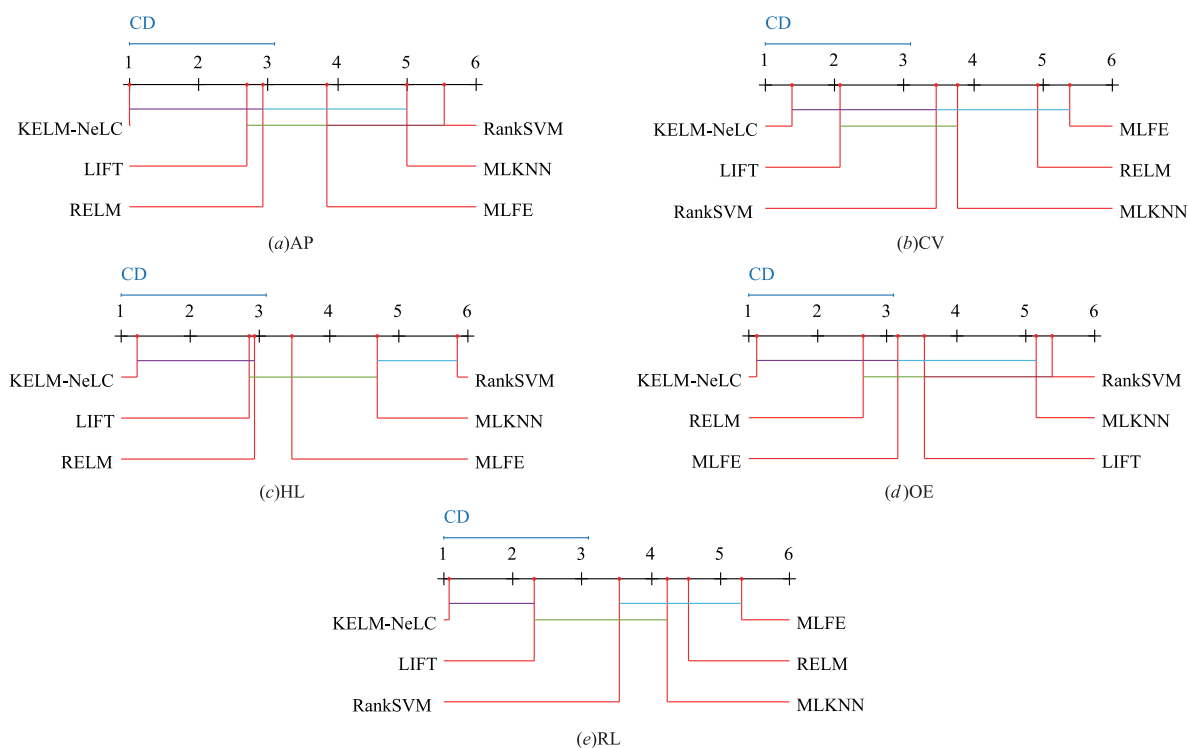 CD
1 2 3 4 5 6
KELM-NeLC
LIFT
RELM
RankSVM
MLKNN
MLFE
(a)AP
CD
1 2 3 4 5 6
KELM-NeLC
LIFT
RankSVM
MLFE
RELM
MLKNN
(b)CV
CD
1 2 3 4 5 6
KELM-NeLC
LIFT
RELM
RankSVM
MLKNN
MLFE
(c)HL
CD
1 2 3 4 5 6
KELM-NeLC
RELM
MLFE
RankSVM
MLKNN
LIFT
(d)OE
CD
1 2 3 4 5 6
KELM-NeLC
LIFT
RankSVM
MLFE
RELM
MLKNN
(e)RL